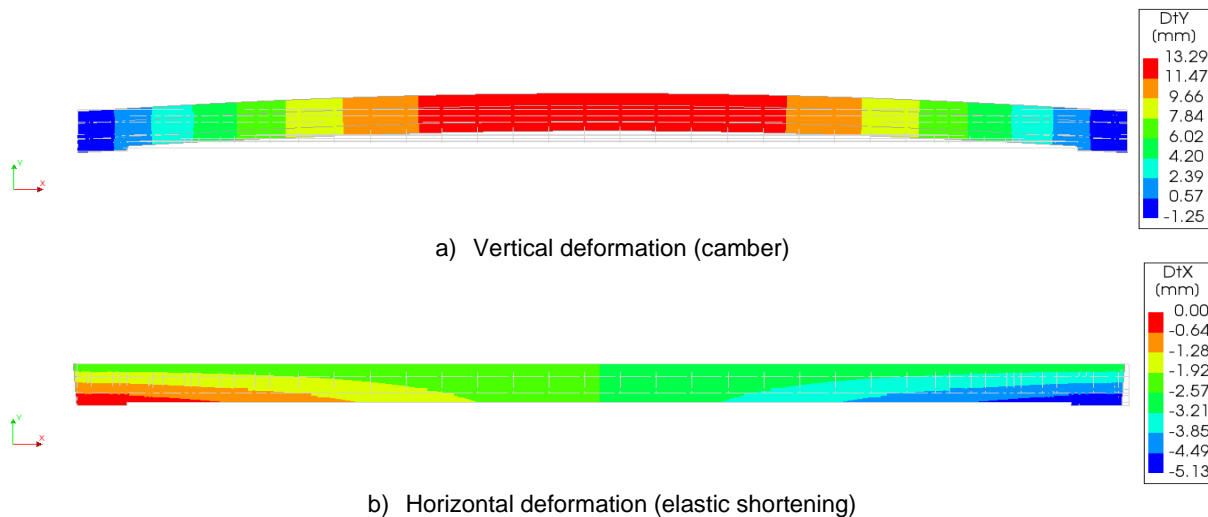 DtY
(mm)
13.29
11.47
9.66
7.84
6.02
4.20
2.39
0.57
-1.25
Y
X
a) Vertical deformation (camber)
DtX
(mm)
0.00
-0.64
-1.28
-1.92
-2.57
-3.21
-3.85
-4.49
-5.13
Y
X
b) Horizontal deformation (elastic shortening)